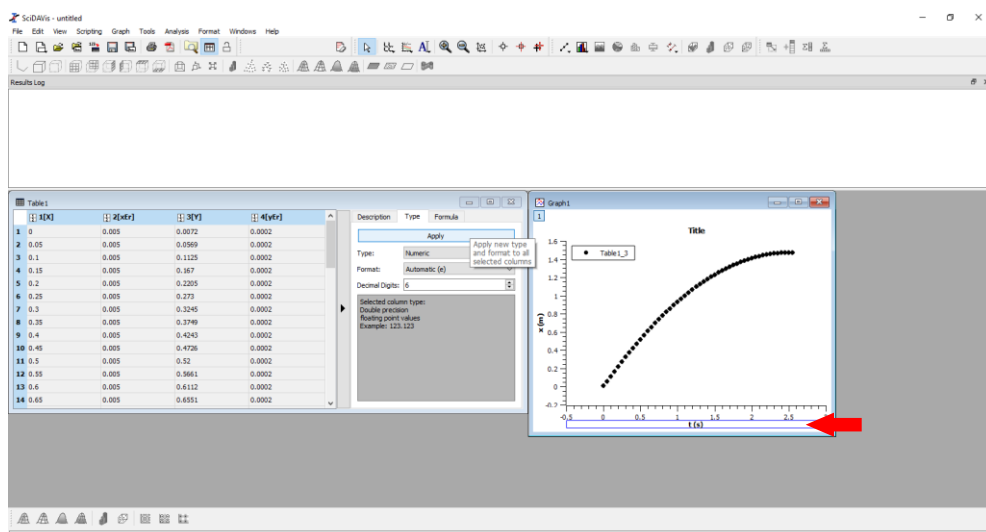 SciDAVis - untitled
File Edit View Scripting Graph Tools Analysis Format Windows Help
Results Log
Table1
1[X] 2[xEr] 3[Y] 4[yEr]
1 0 0.005 0.0072 0.0002
2 0.05 0.005 0.0569 0.0002
3 0.1 0.005 0.1125 0.0002
4 0.15 0.005 0.167 0.0002
5 0.2 0.005 0.2205 0.0002
6 0.25 0.005 0.273 0.0002
7 0.3 0.005 0.3245 0.0002
8 0.35 0.005 0.3749 0.0002
9 0.4 0.005 0.4243 0.0002
10 0.45 0.005 0.4726 0.0002
11 0.5 0.005 0.52 0.0002
12 0.55 0.005 0.5661 0.0002
13 0.6 0.005 0.6112 0.0002
14 0.65 0.005 0.6551 0.0002
Description Type Formula
Apply
Apply new type
and format to all
selected columns
Type: Numeric
Format: Automatic (e)
Decimal Digits: 6
Selected column type:
Double precision
floating point values
Example: 123.123
Graph1
1
Title
Table1_3
1.6
1.4
1.2
1
0.8
0.6
0.4
0.2
0
-0.2
x (m)
-0.5 0 0.5 1 1.5 2 2.5
t (s)